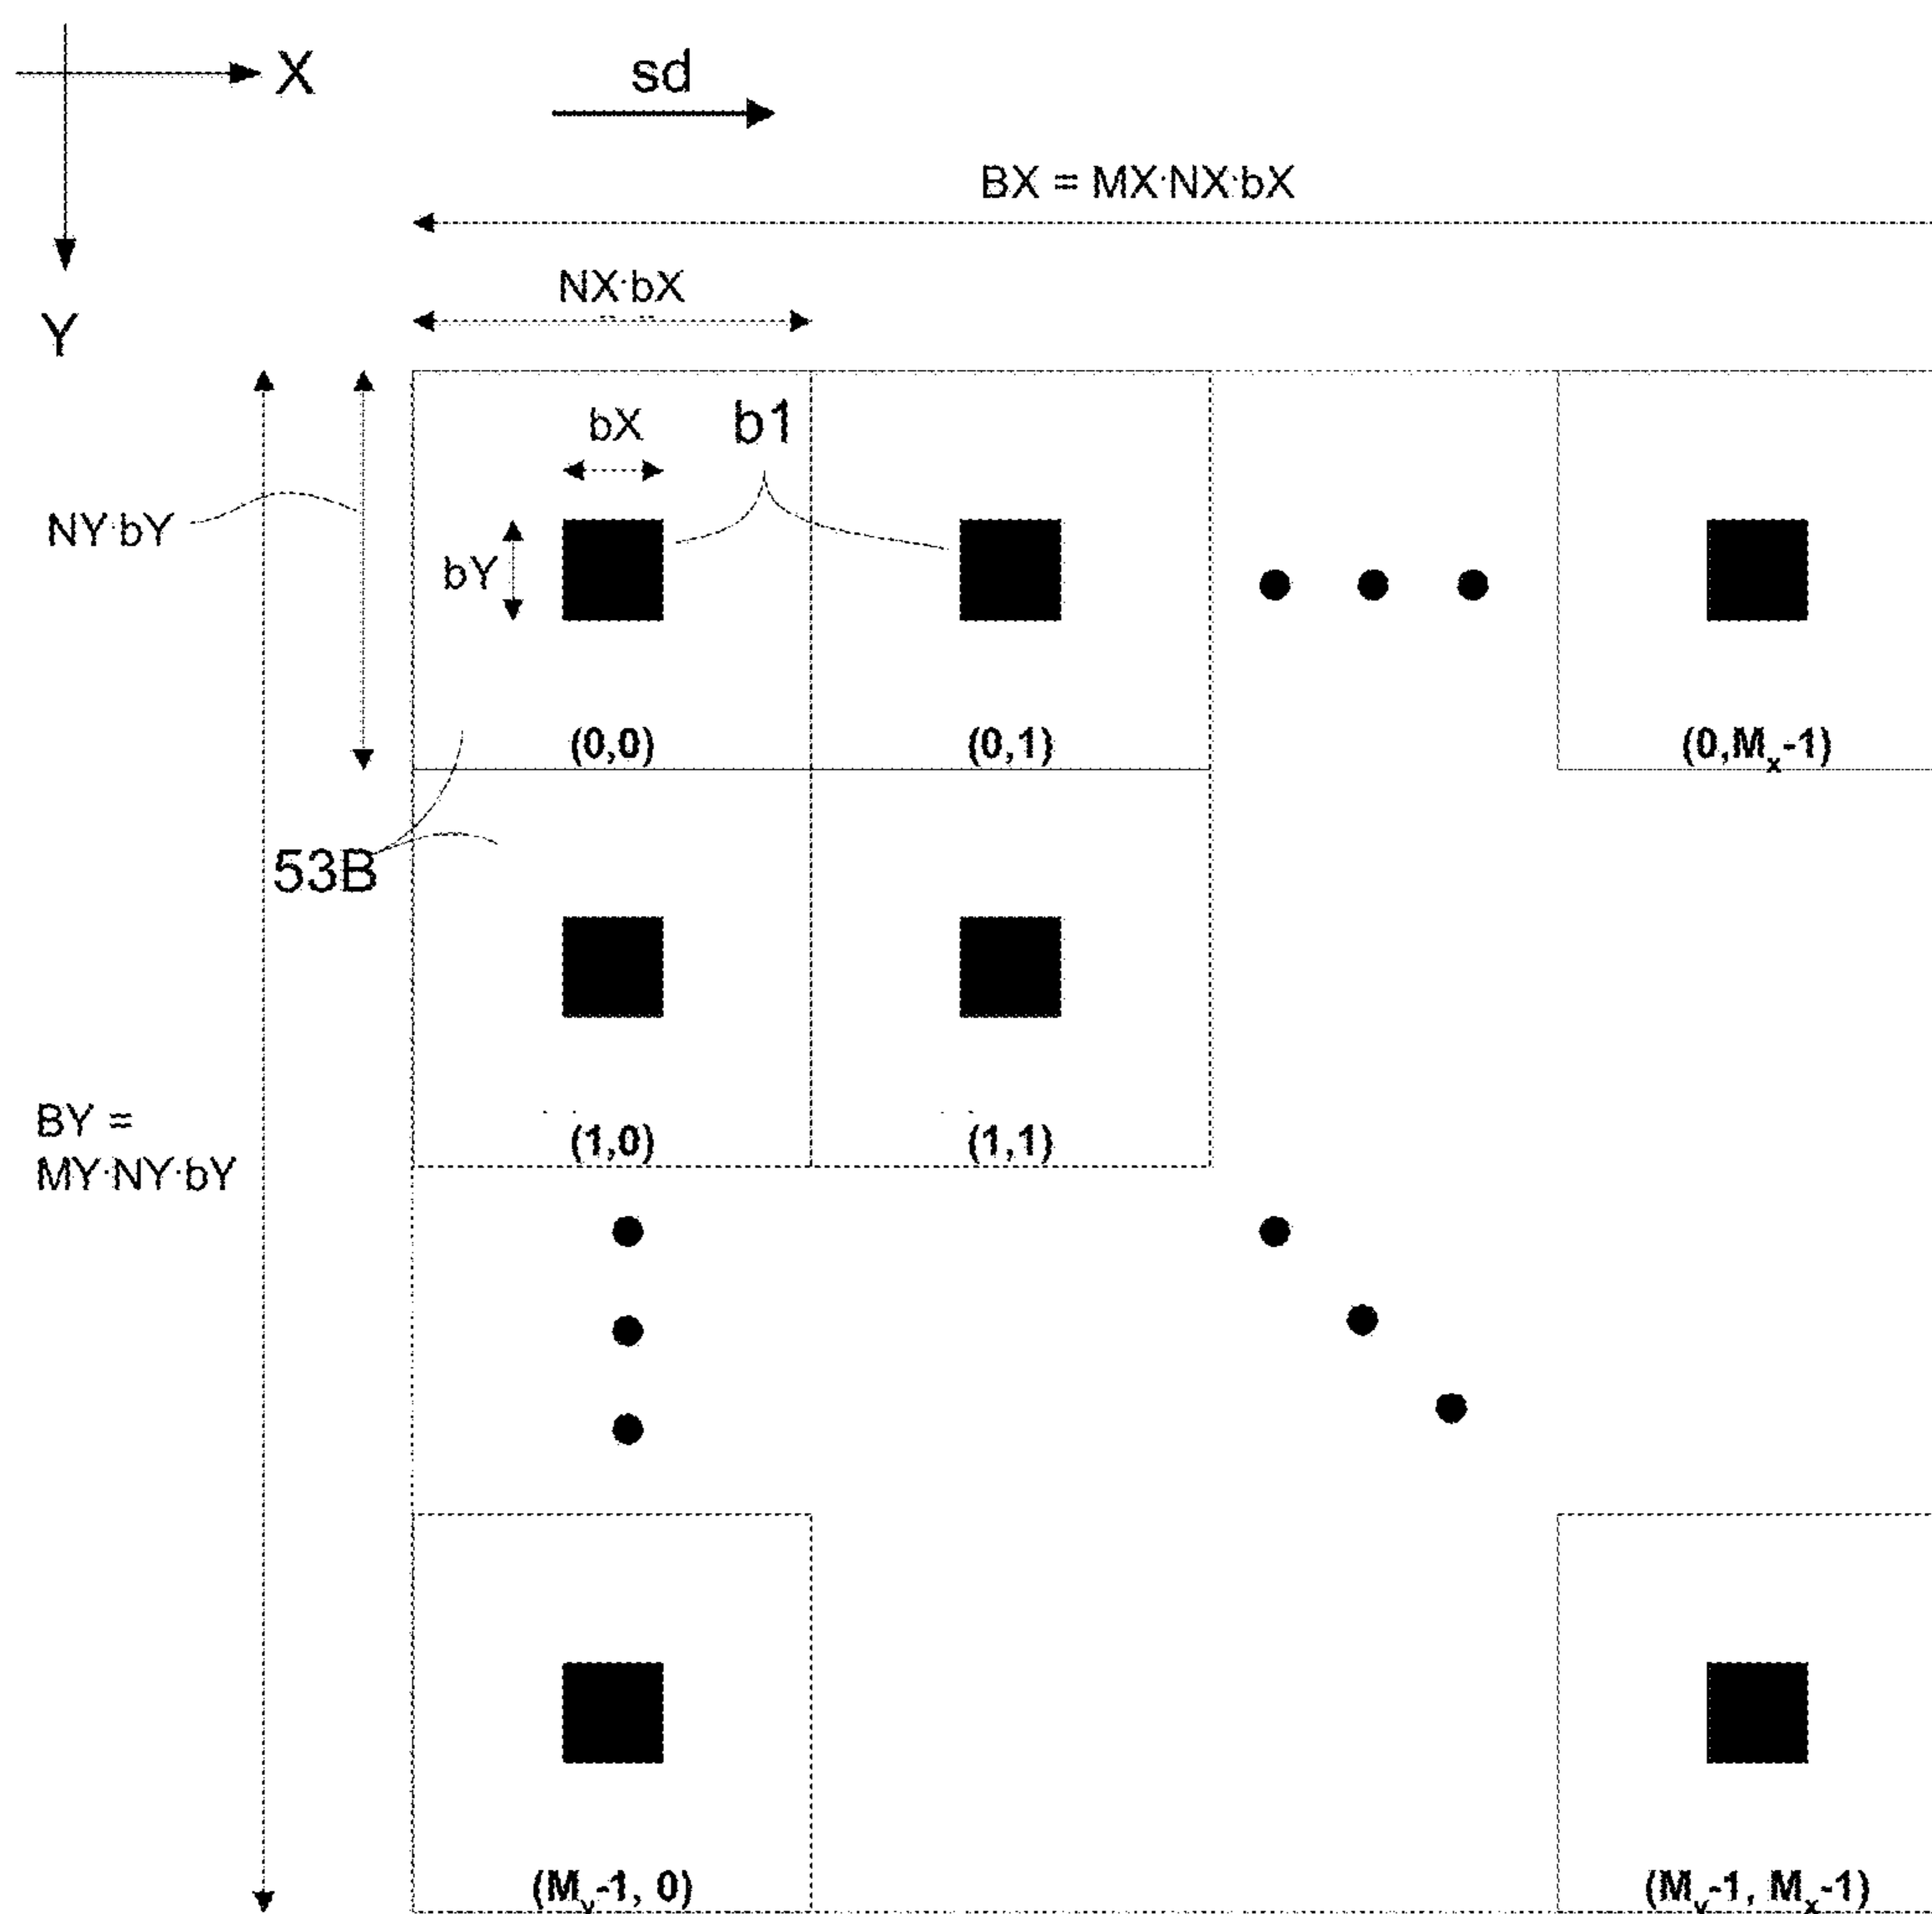 X
sd
BX = MX·NX·bX
NX·bX
Y
bX
b1
NY·bY
bY
(0,0)
(0,1)
(0,Mx-1)
53B
BY =
MY·NY·bY
(1,0)
(1,1)
(My-1, 0)
(My-1, Mx-1)